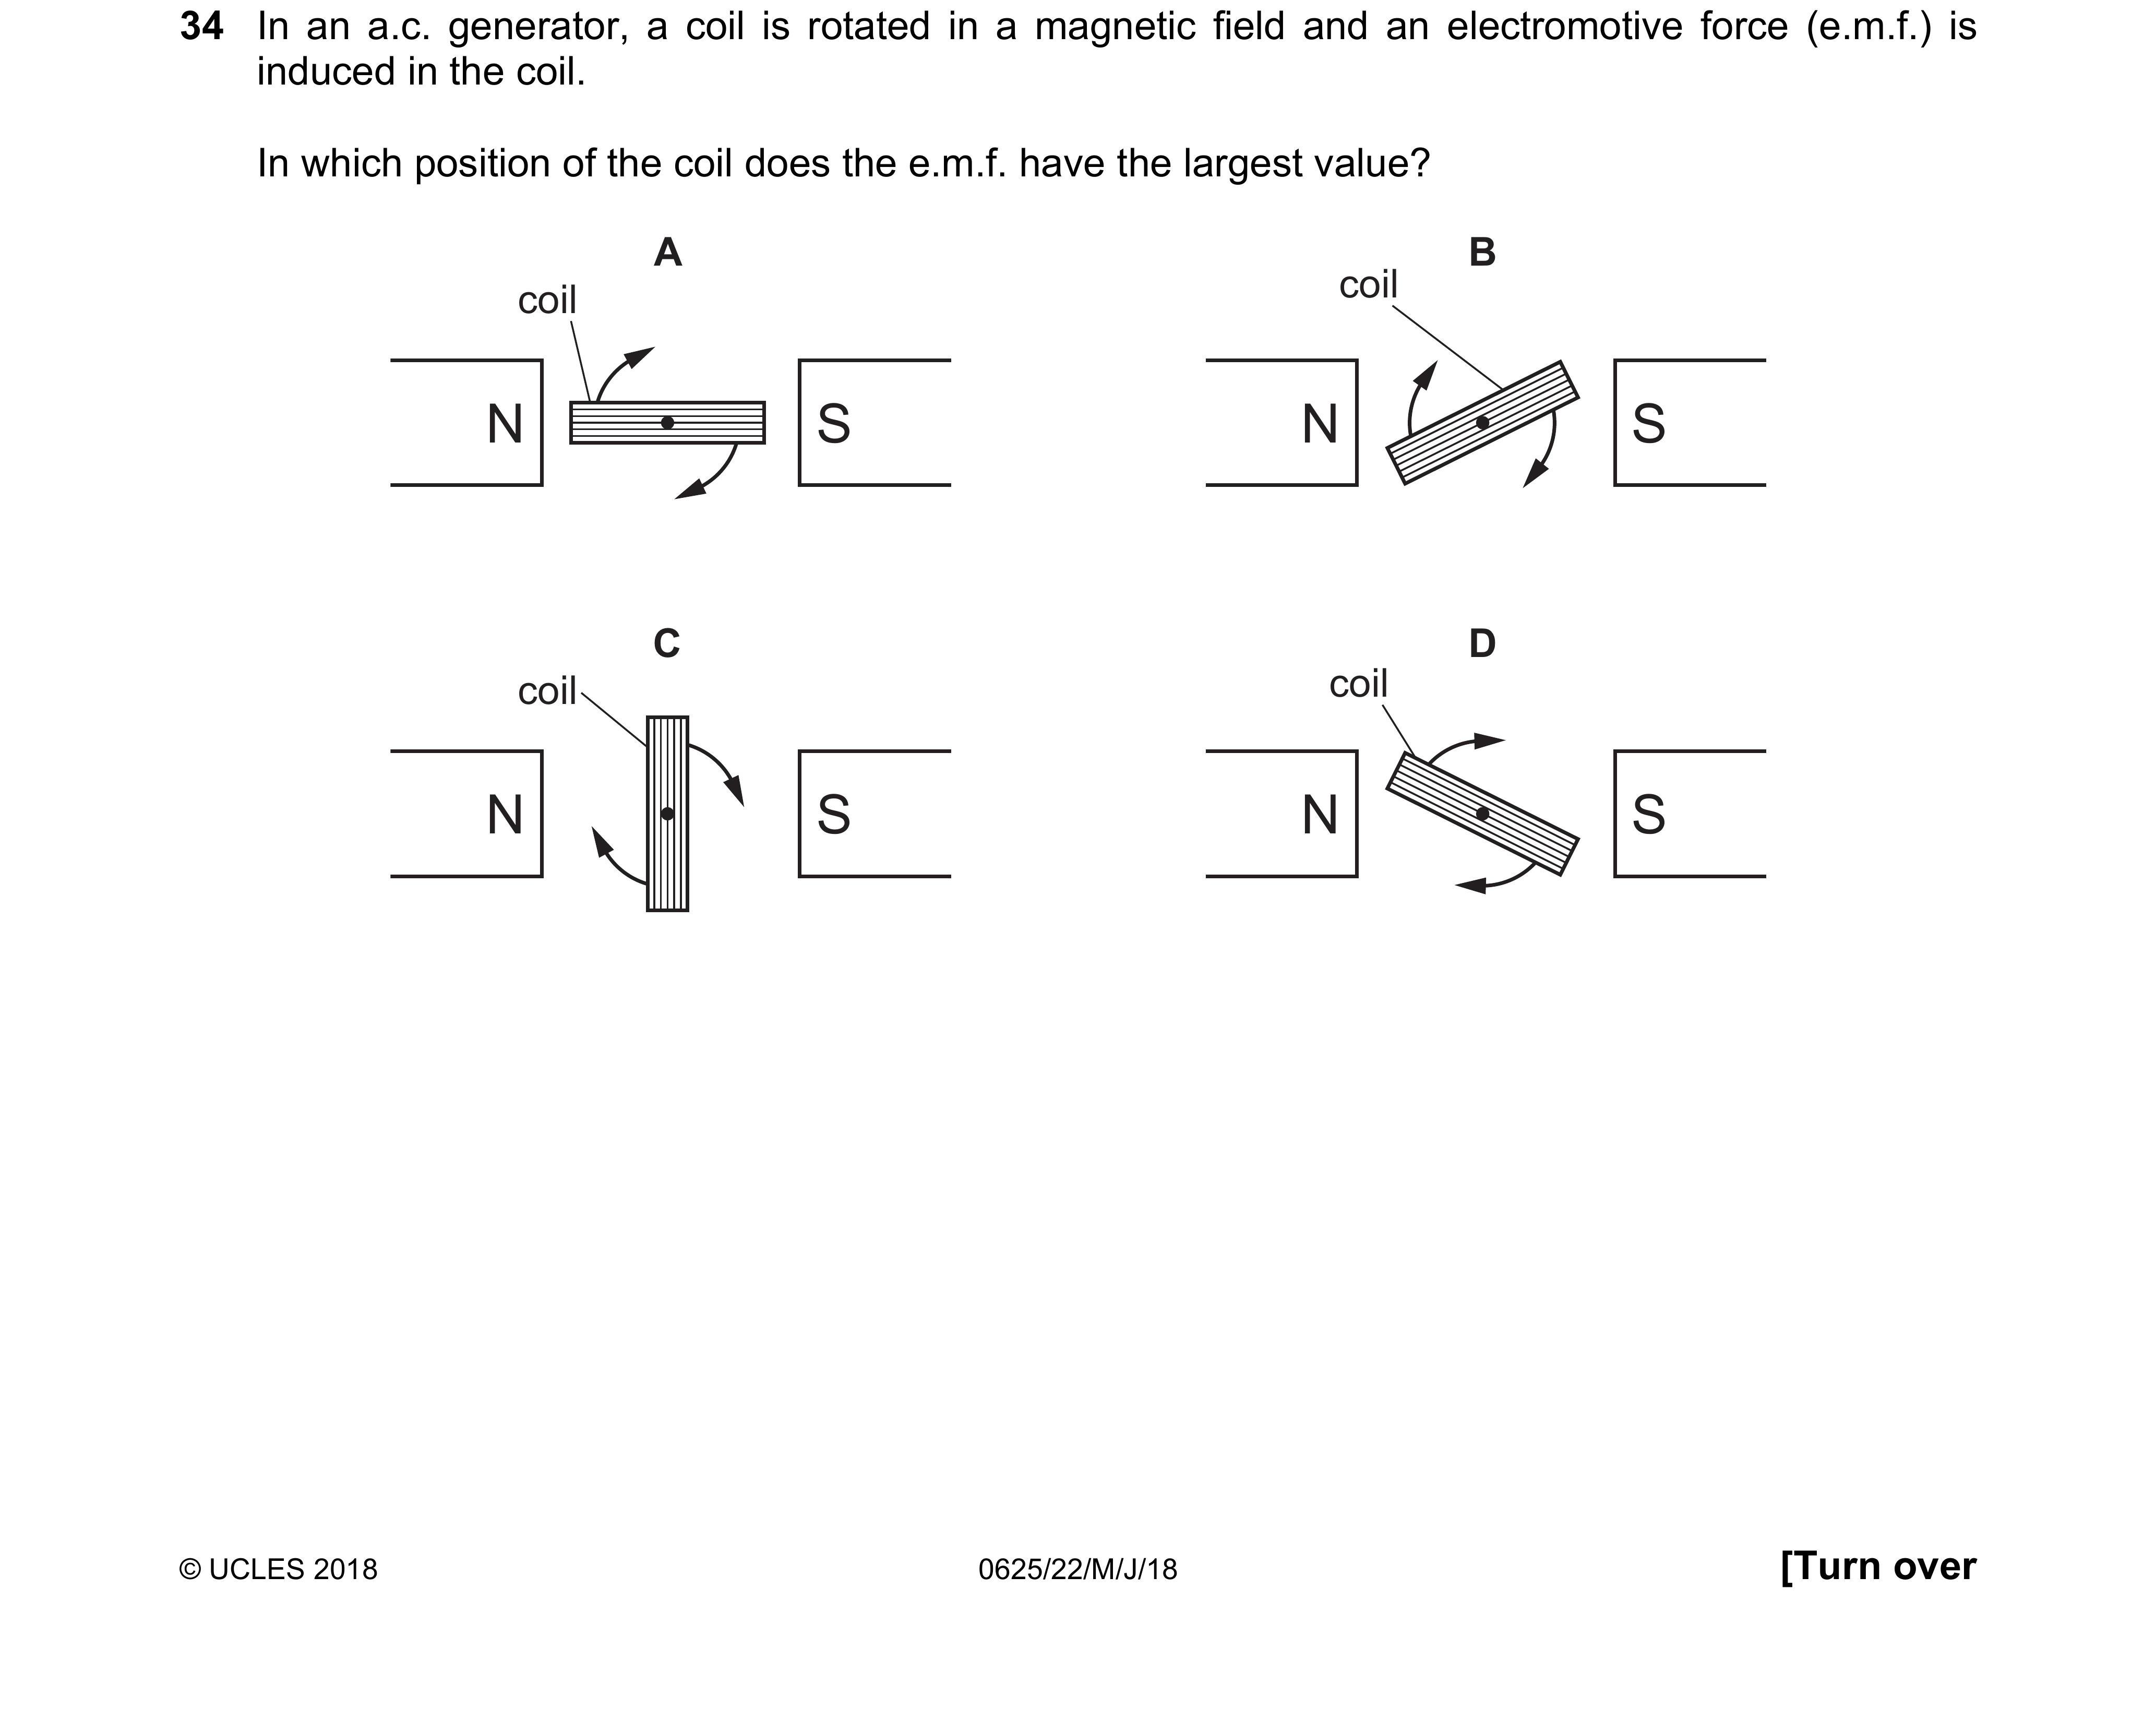 34 In an a.c. generator, a coil is rotated in a magnetic field and an electromotive force (e.m.f.) is
induced in the coil.
In which position of the coil does the e.m.f. have the largest value?
A
coil
N
S
B
coil
N
S
C
coil
N
S
D
coil
N
S
© UCLES 2018
0625/22/M/J/18
[Turn over